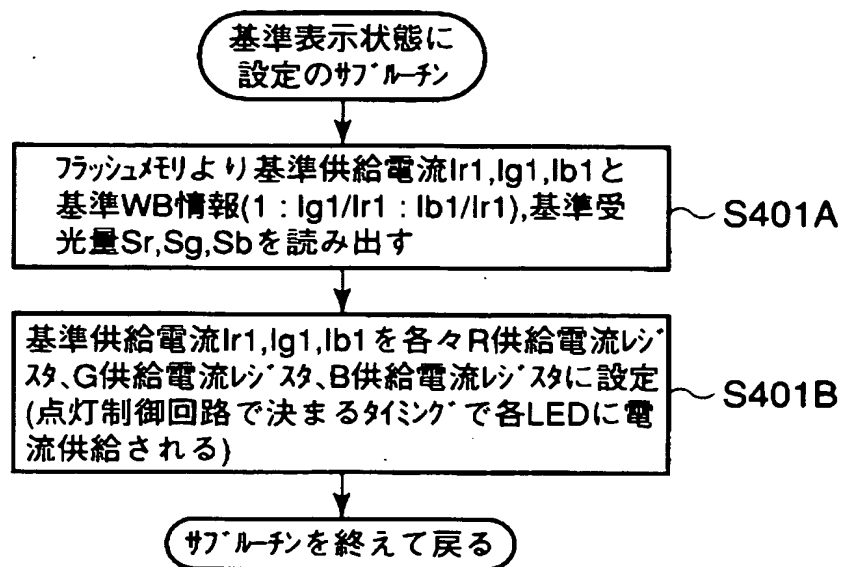 基準表示状態に
設定のサブルーチン
フラッシュメモリより基準供給電流Ir1,Ig1,Ib1と
基準WB情報(1：Ig1/Ir1：Ib1/Ir1),基準受
光量Sr,Sg,Sbを読み出す
S401A
基準供給電流Ir1,Ig1,Ib1を各々R供給電流レジ
スタ、G供給電流レジスタ、B供給電流レジスタに設定
(点灯制御回路で決まるタイミングで各LEDに電
流供給される)
S401B
サブルーチンを終えて戻る